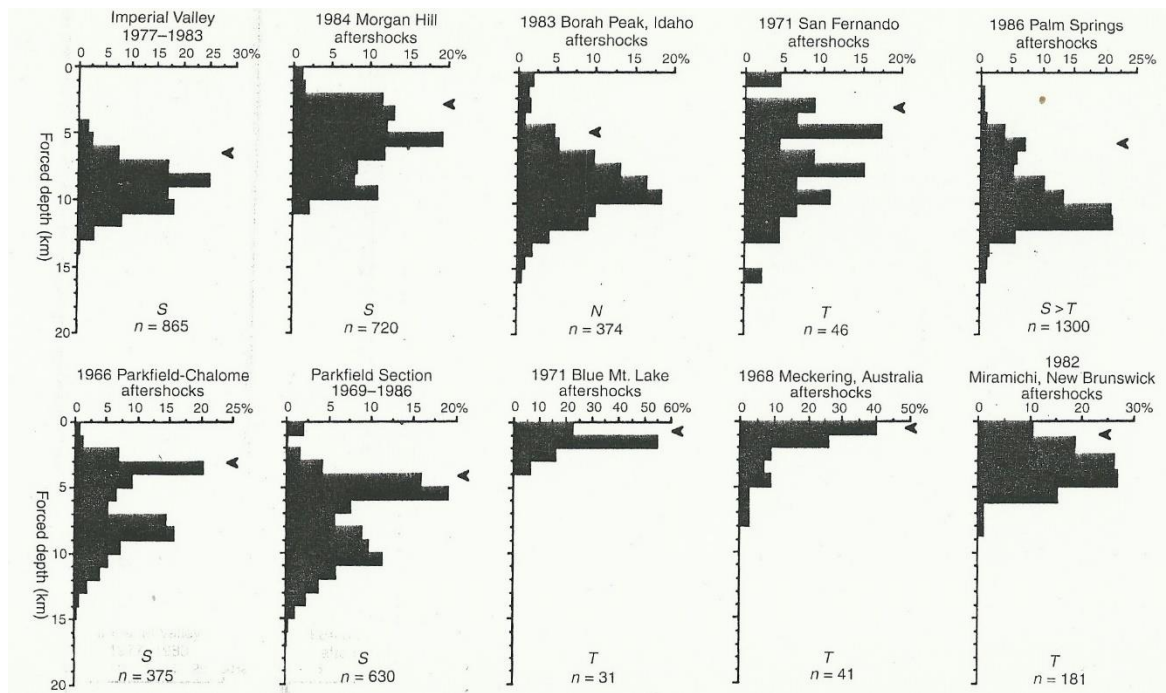 Imperial Valley
1977–1983
0 5 10 15 20 25 30%
1984 Morgan Hill
aftershocks
0 5 10 15 20%
1983 Borah Peak, Idaho
aftershocks
0 5 10 15 20%
1971 San Fernando
aftershocks
0 5 10 15 20%
1986 Palm Springs
aftershocks
0 5 10 15 20 25%
0
5
10
15
20
Forced depth (km)
S
n = 865
S
n = 720
N
n = 374
T
n = 46
S > T
n = 1300
1966 Parkfield-Chalome
aftershocks
0 5 10 15 20 25%
Parkfield Section
1969–1986
0 5 10 15 20%
1971 Blue Mt. Lake
aftershocks
0 10 20 30 40 50 60%
1968 Meckering, Australia
aftershocks
0 10 20 30 40 50%
1982
Miramichi, New Brunswick
aftershocks
0 10 20 30%
0
5
10
15
20
Forced depth (km)
S
n = 375
S
n = 630
T
n = 31
T
n = 41
T
n = 181